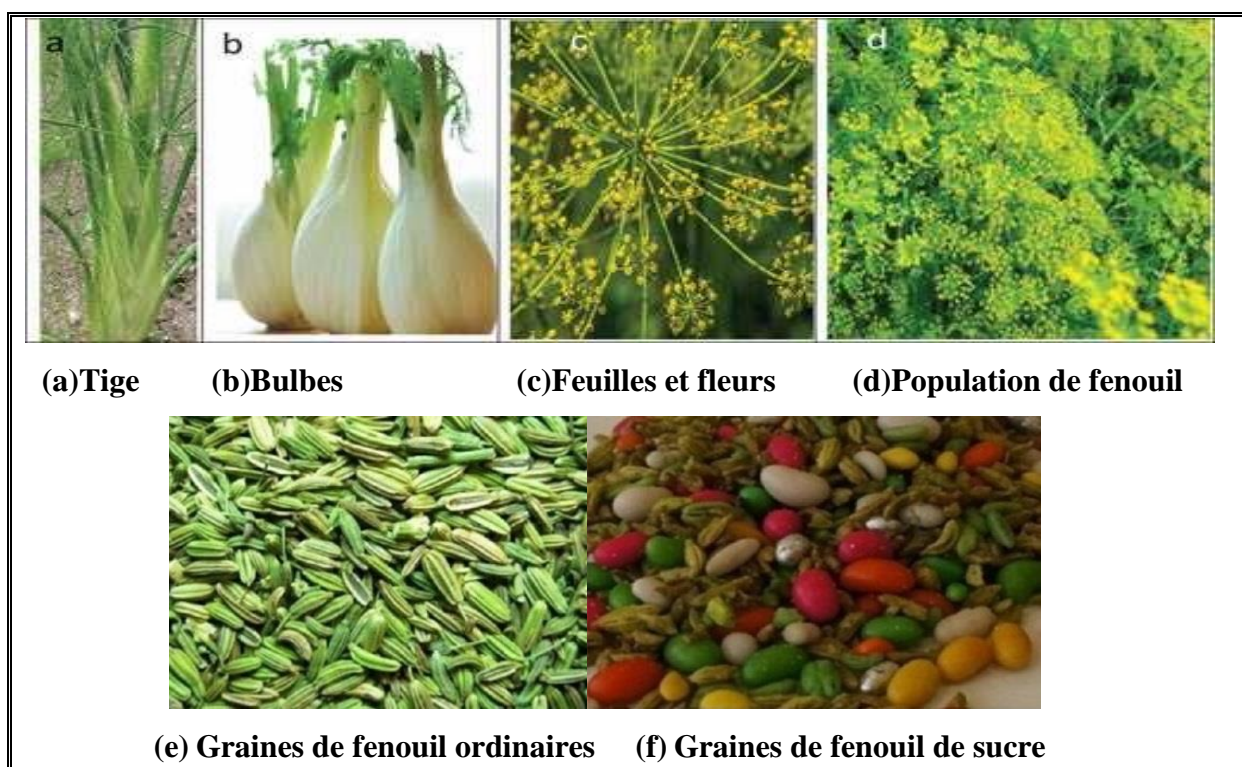 a b c d
(a)Tige (b)Bulbes (c)Feuilles et fleurs (d)Population de fenouil
(e) Graines de fenouil ordinaires (f) Graines de fenouil de sucre